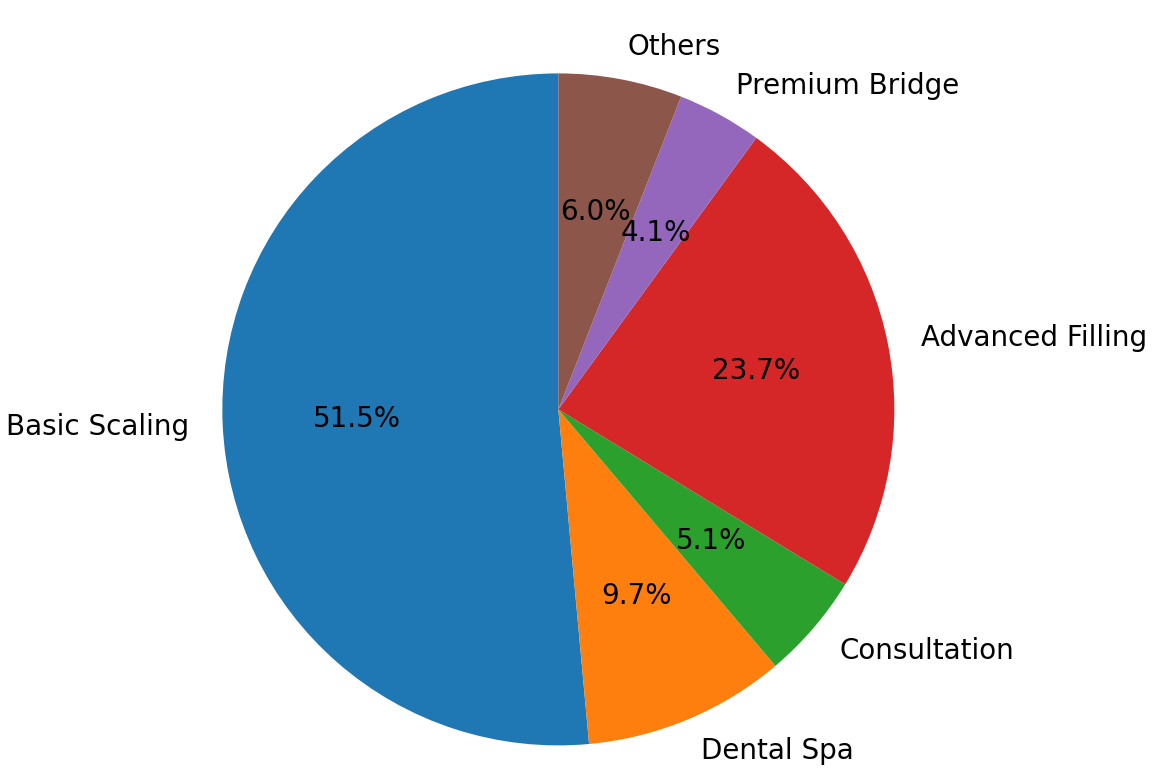 Others
Premium Bridge
6.0%
4.1%
Advanced Filling
23.7%
Basic Scaling
51.5%
5.1%
9.7%
Consultation
Dental Spa